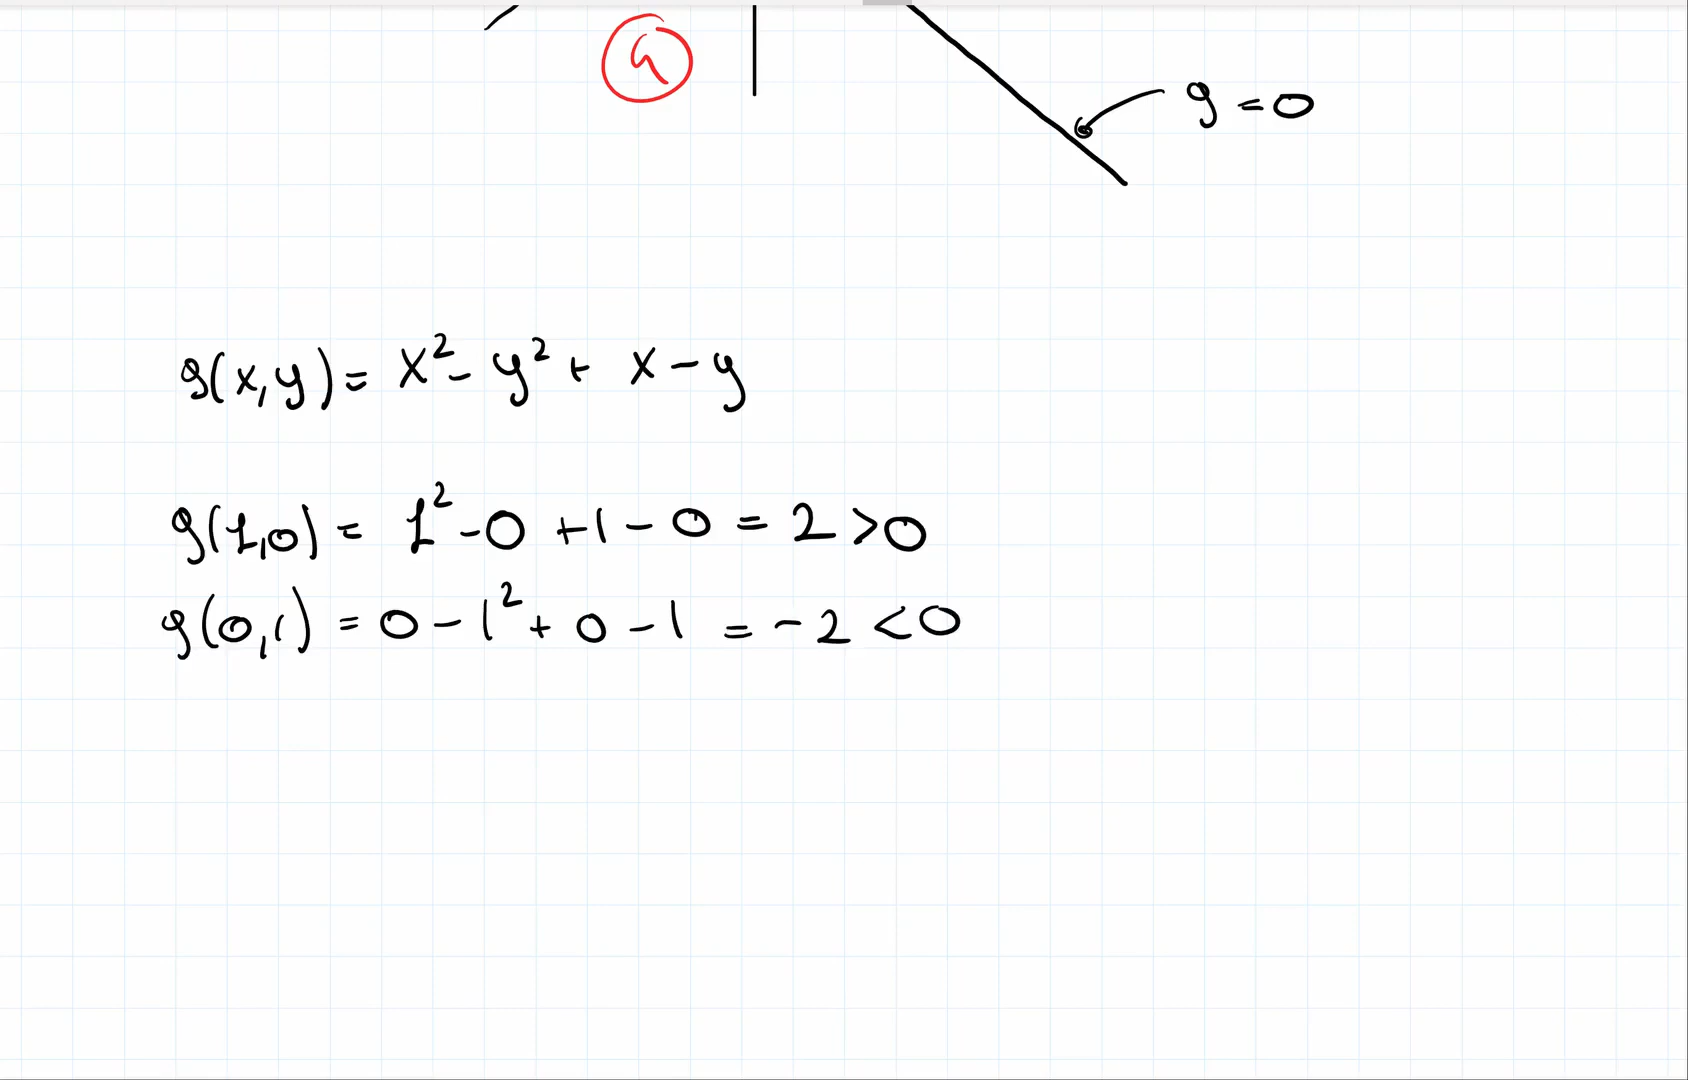 4
g = 0
g(x,y) = x² - y² + x - y
g(1,0) = 1² - 0 + 1 - 0 = 2 > 0
g(0,1) = 0 - 1² + 0 - 1 = -2 < 0